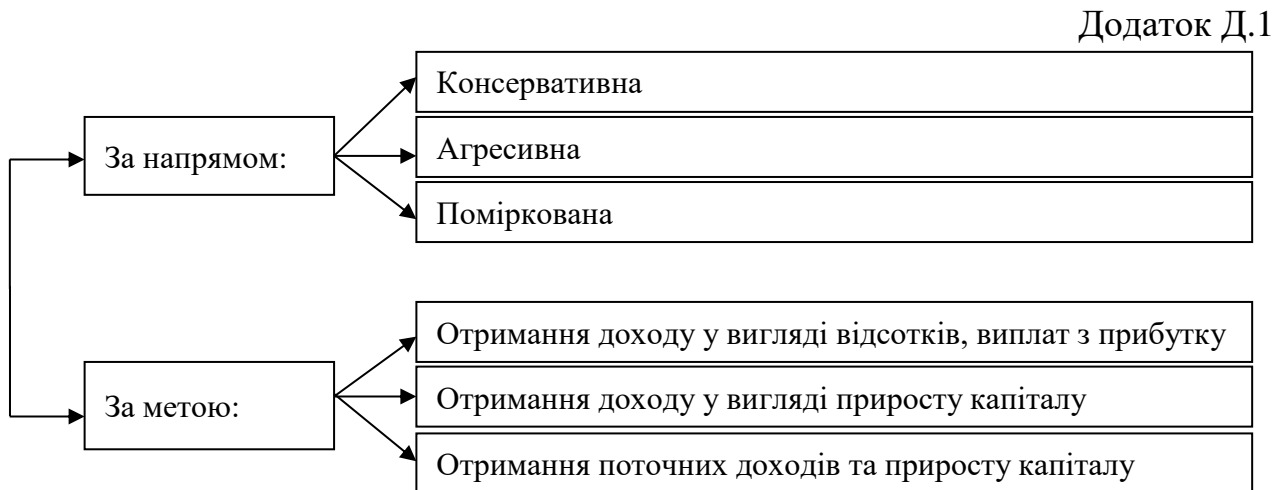 Додаток Д.1
Консервативна
За напрямом:
Агресивна
Поміркована
Отримання доходу у вигляді відсотків, виплат з прибутку
За метою:
Отримання доходу у вигляді приросту капіталу
Отримання поточних доходів та приросту капіталу